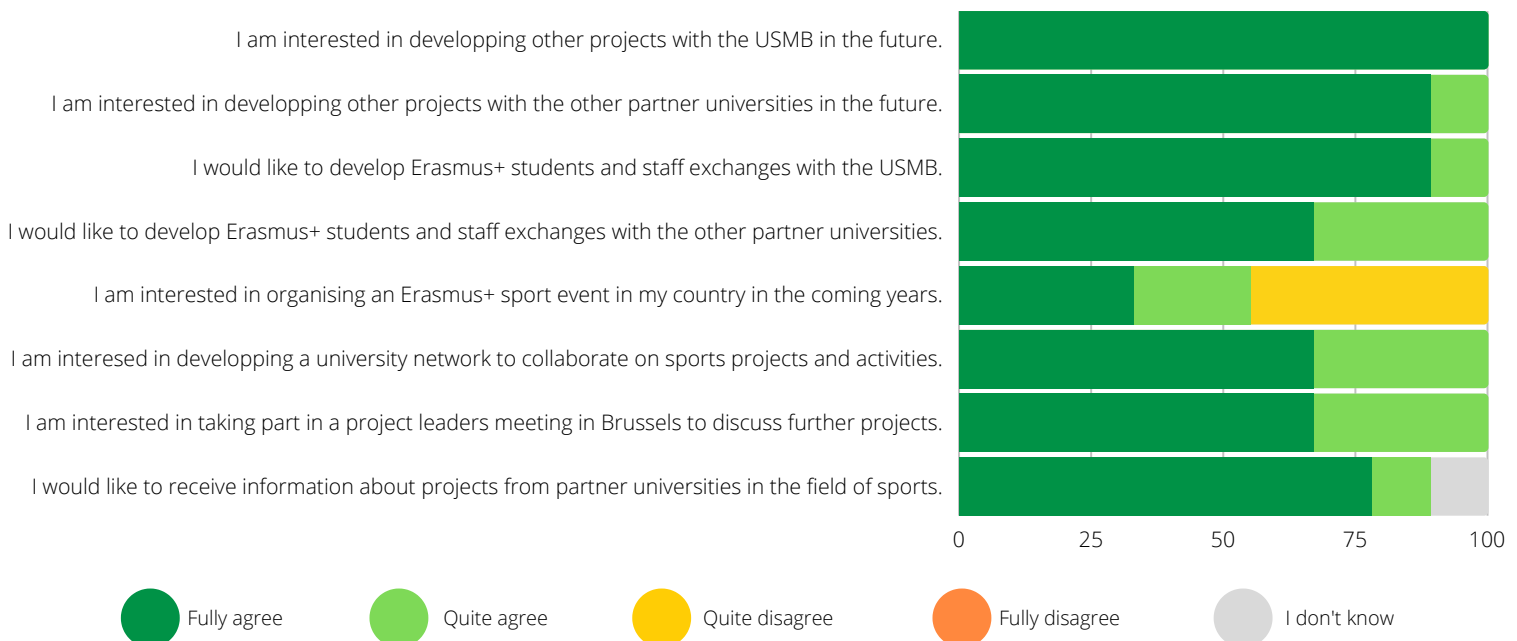 I am interested in developping other projects with the USMB in the future.
I am interested in developping other projects with the other partner universities in the future.
I would like to develop Erasmus+ students and staff exchanges with the USMB.
I would like to develop Erasmus+ students and staff exchanges with the other partner universities.
I am interested in organising an Erasmus+ sport event in my country in the coming years.
I am interesed in developping a university network to collaborate on sports projects and activities.
I am interested in taking part in a project leaders meeting in Brussels to discuss further projects.
I would like to receive information about projects from partner universities in the field of sports.
0 25 50 75 100
Fully agree Quite agree Quite disagree Fully disagree I don't know